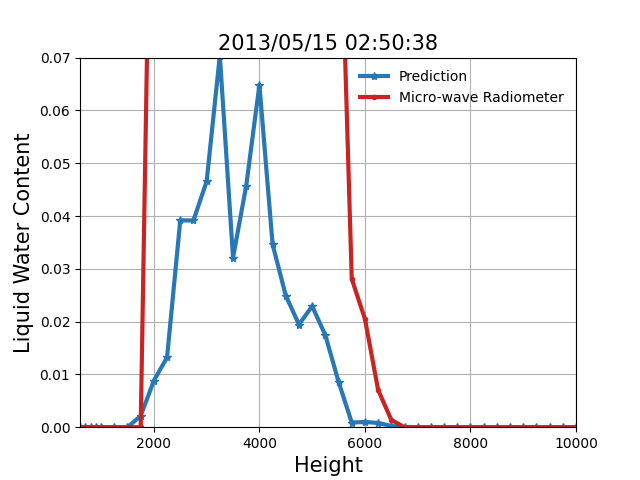 2013/05/15 02:50:38
0.07
0.06
0.05
0.04
0.03
0.02
0.01
0.00
Liquid Water Content
Prediction
Micro-wave Radiometer
2000 4000 6000 8000 10000
Height